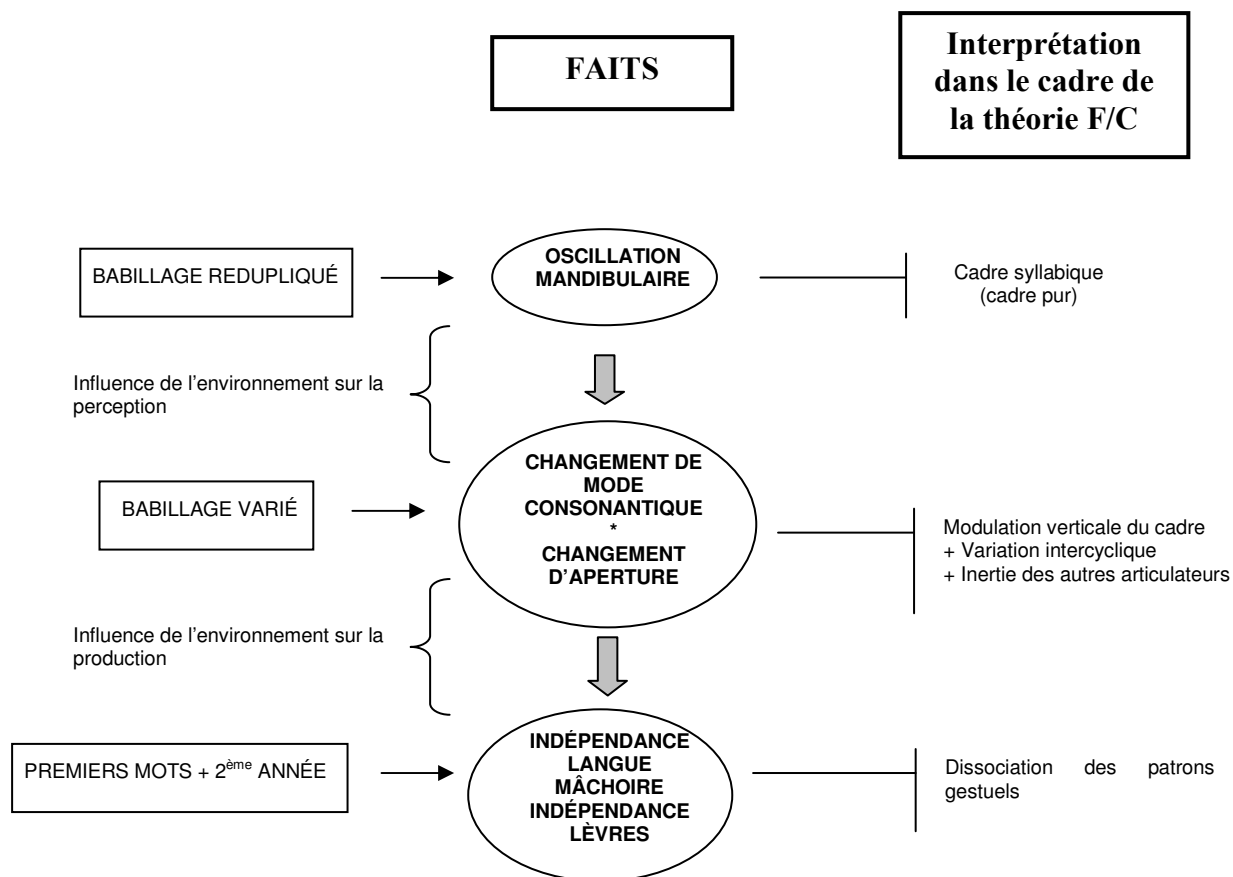 FAITS
Interprétation
dans le cadre de
la théorie F/C
BABILLAGE REDUPLIQUÉ
OSCILLATION
MANDIBULAIRE
Cadre syllabique
(cadre pur)
Influence de l’environnement sur la
perception
BABILLAGE VARIÉ
CHANGEMENT DE
MODE
CONSONANTIQUE
*
CHANGEMENT
D’APERTURE
Modulation verticale du cadre
+ Variation intercyclique
+ Inertie des autres articulateurs
Influence de l’environnement sur la
production
PREMIERS MOTS + 2ème ANNÉE
INDÉPENDANCE
LANGUE
MÂCHOIRE
INDÉPENDANCE
LÈVRES
Dissociation des patrons
gestuels